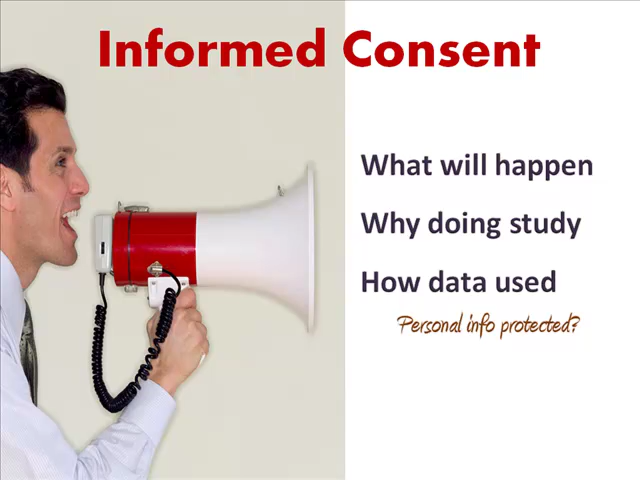 Informed Consent
What will happen
Why doing study
How data used
Personal info protected?